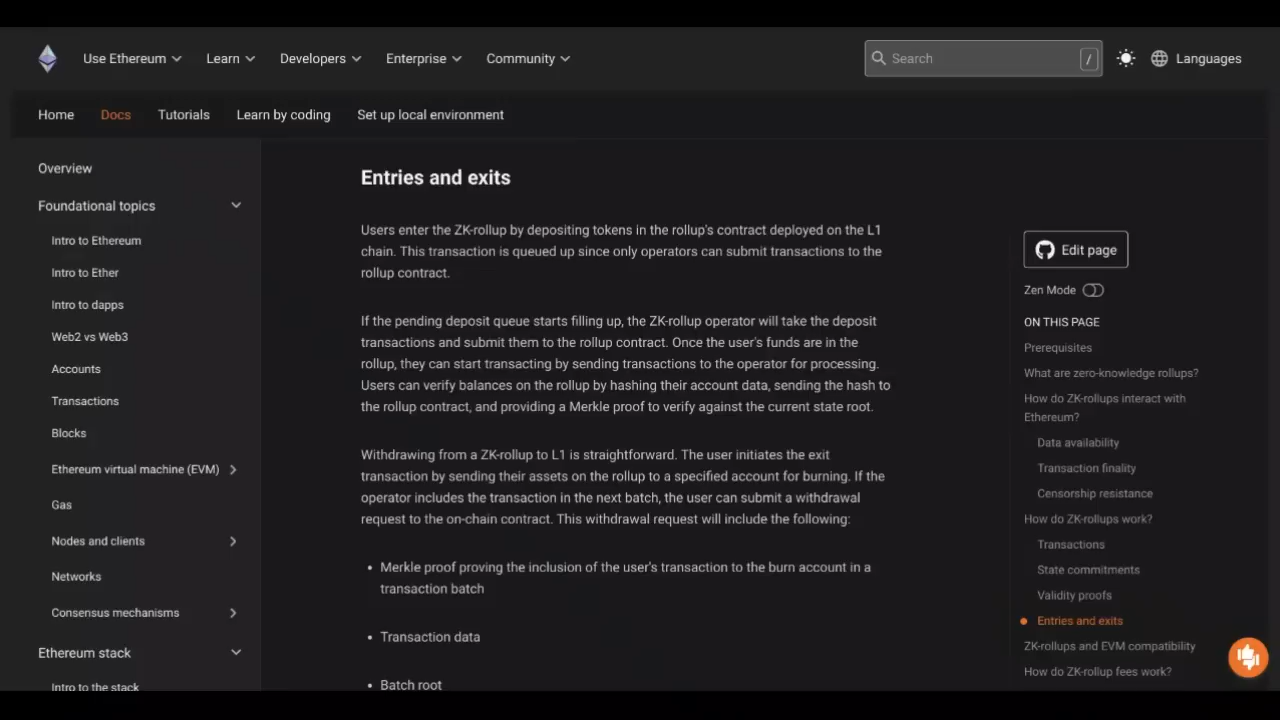 Use Ethereum Learn Developers Enterprise Community Search / Languages
Home Docs Tutorials Learn by coding Set up local environment
Overview
Foundational topics
Intro to Ethereum
Intro to Ether
Intro to dapps
Web2 vs Web3
Accounts
Transactions
Blocks
Ethereum virtual machine (EVM)
Gas
Nodes and clients
Networks
Consensus mechanisms
Ethereum stack
Intro to the stack
Entries and exits
Users enter the ZK-rollup by depositing tokens in the rollup's contract deployed on the L1
chain. This transaction is queued up since only operators can submit transactions to the
rollup contract.
If the pending deposit queue starts filling up, the ZK-rollup operator will take the deposit
transactions and submit them to the rollup contract. Once the user's funds are in the
rollup, they can start transacting by sending transactions to the operator for processing.
Users can verify balances on the rollup by hashing their account data, sending the hash to
the rollup contract, and providing a Merkle proof to verify against the current state root.
Withdrawing from a ZK-rollup to L1 is straightforward. The user initiates the exit
transaction by sending their assets on the rollup to a specified account for burning. If the
operator includes the transaction in the next batch, the user can submit a withdrawal
request to the on-chain contract. This withdrawal request will include the following:
• Merkle proof proving the inclusion of the user's transaction to the burn account in a
transaction batch
• Transaction data
• Batch root
Edit page
Zen Mode
ON THIS PAGE
Prerequisites
What are zero-knowledge rollups?
How do ZK-rollups interact with
Ethereum?
Data availability
Transaction finality
Censorship resistance
How do ZK-rollups work?
Transactions
State commitments
Validity proofs
Entries and exits
ZK-rollups and EVM compatibility
How do ZK-rollup fees work?